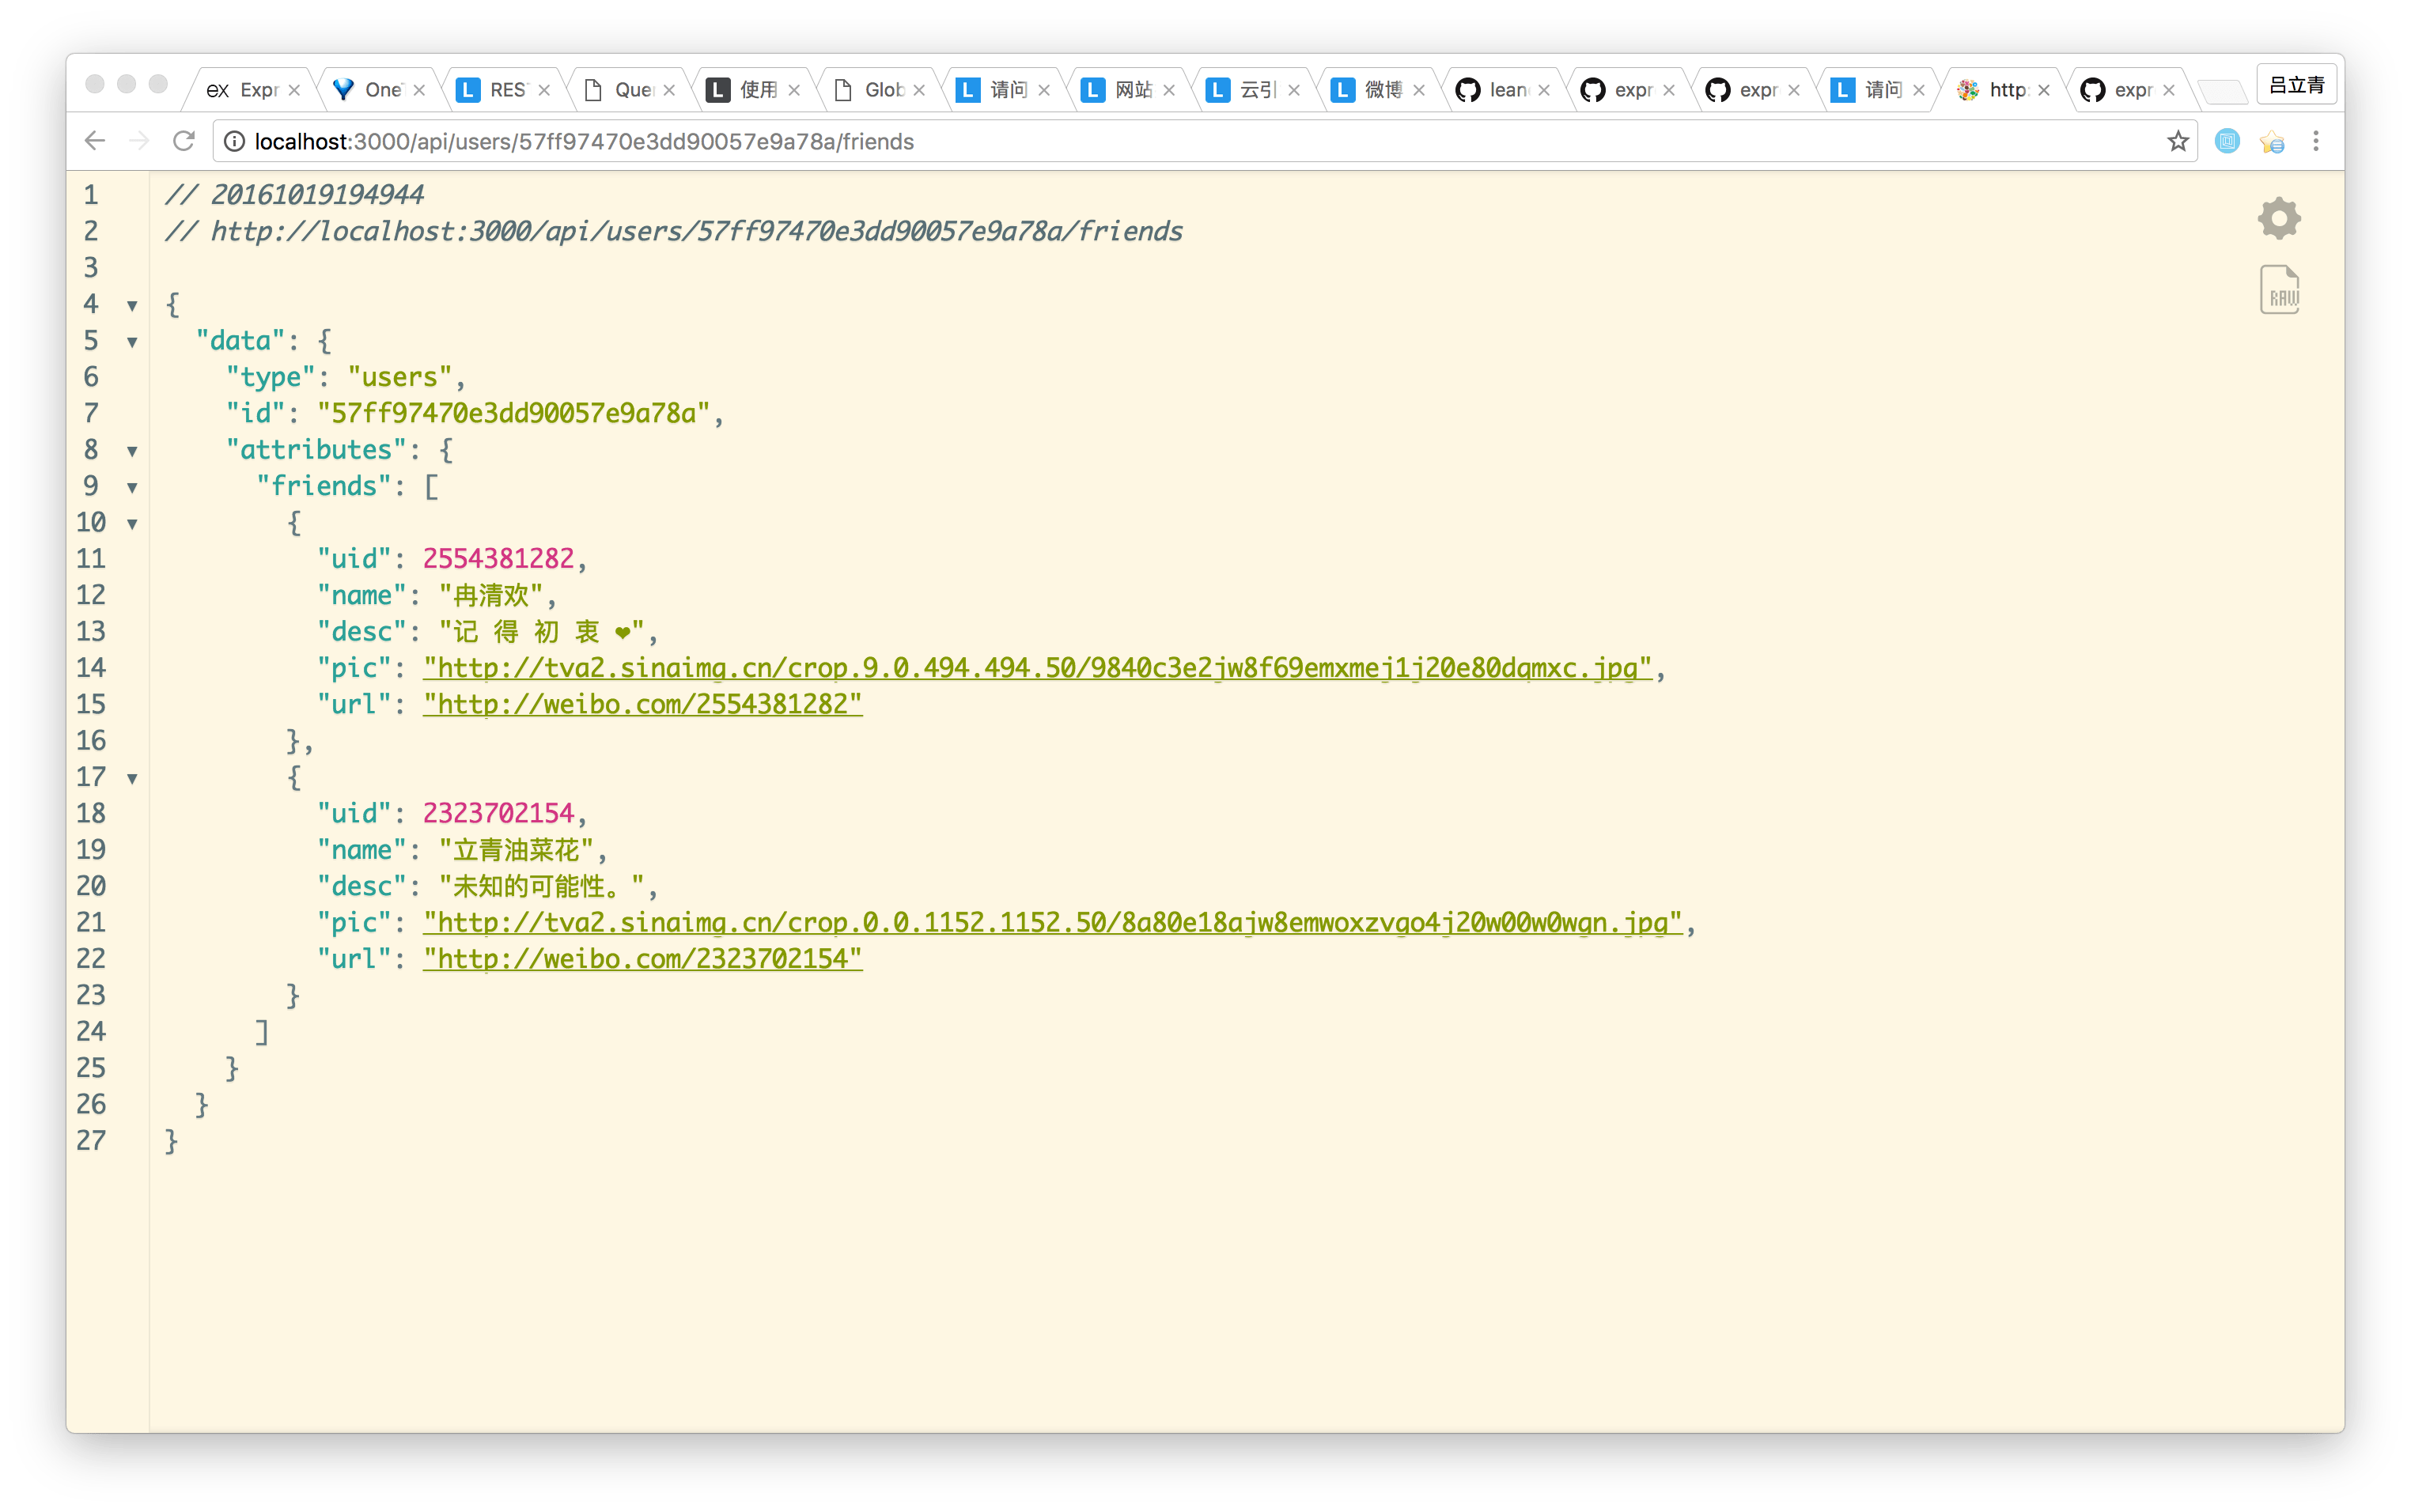 ex Expr
One
RES
Que
使用
Glob
请问
网站
云引
微博
lean
expr
expr
请问
http
expr
吕立青
localhost:3000/api/users/57ff97470e3dd90057e9a78a/friends
1 // 20161019194944
2 // http://localhost:3000/api/users/57ff97470e3dd90057e9a78a/friends
3
4 {
5 "data": {
6 "type": "users",
7 "id": "57ff97470e3dd90057e9a78a",
8 "attributes": {
9 "friends": [
10 {
11 "uid": 2554381282,
12 "name": "冉清欢",
13 "desc": "记 得 初 衷 ❤",
14 "pic": "http://tva2.sinaimg.cn/crop.9.0.494.494.50/9840c3e2jw8f69emxmej1j20e80dqmxc.jpg",
15 "url": "http://weibo.com/2554381282"
16 },
17 {
18 "uid": 2323702154,
19 "name": "立青油菜花",
20 "desc": "未知的可能性。",
21 "pic": "http://tva2.sinaimg.cn/crop.0.0.1152.1152.50/8a80e18ajw8emwoxzvgo4j20w00w0wgn.jpg",
22 "url": "http://weibo.com/2323702154"
23 }
24 ]
25 }
26 }
27 }
RAW